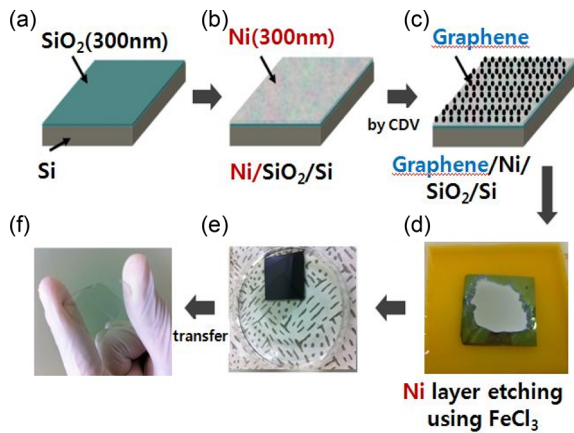 (a)
SiO₂(300nm)
Si
(b)
Ni(300nm)
Ni/SiO₂/Si
by CDV
(c)
Graphene
Graphene/Ni/
SiO₂/Si
(d)
Ni layer etching
using FeCl₃
(e)
transfer
(f)